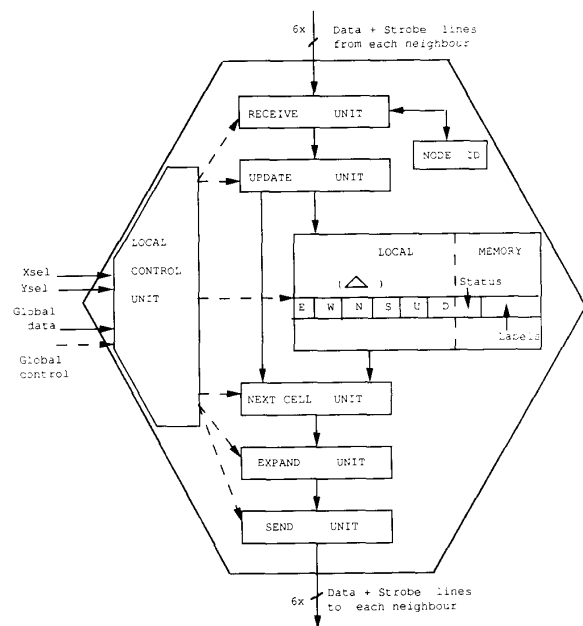 6x Data + Strobe lines
from each neighbour
RECEIVE UNIT
NODE ID
UPDATE UNIT
LOCAL
CONTROL
UNIT
LOCAL MEMORY
Status
( )
E W N S U D
Labels
Xsel
Ysel
Global
data
Global
control
NEXT CELL UNIT
EXPAND UNIT
SEND UNIT
6x Data + Strobe lines
to each neighbour